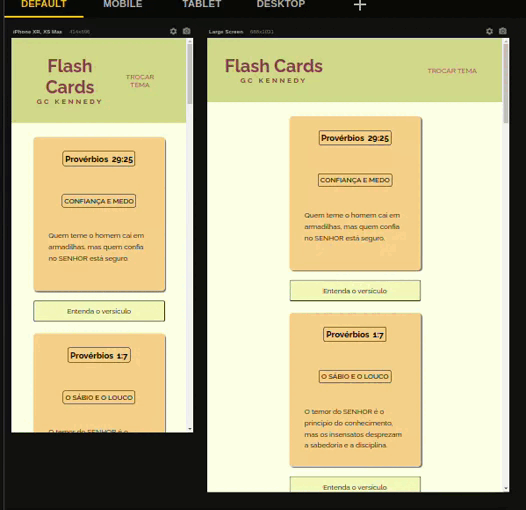 DEFAULT MOBILE TABLET DESKTOP +
iPhone XR, XS Max
Flash
Cards
GC KENNEDY
TROCAR
TEMA
Provérbios 29:25
CONFIANÇA E MEDO
Quem teme o homem cai em
armadilhas, mas quem confia
no SENHOR está seguro
Entenda o versículo
Provérbios 1:7
O SÁBIO E O LOUCO
O temor do SENHOR é o
Large Screen
Flash Cards
GC KENNEDY
TROCAR TEMA
Provérbios 29:25
CONFIANÇA E MEDO
Quem teme o homem cai em
armadilhas, mas quem confia
no SENHOR está seguro.
Entenda o versículo
Provérbios 1:7
O SÁBIO E O LOUCO
O temor do SENHOR é o
princípio do conhecimento,
mas os insensatos desprezam
a sabedoria e a disciplina.
Entenda o versículo